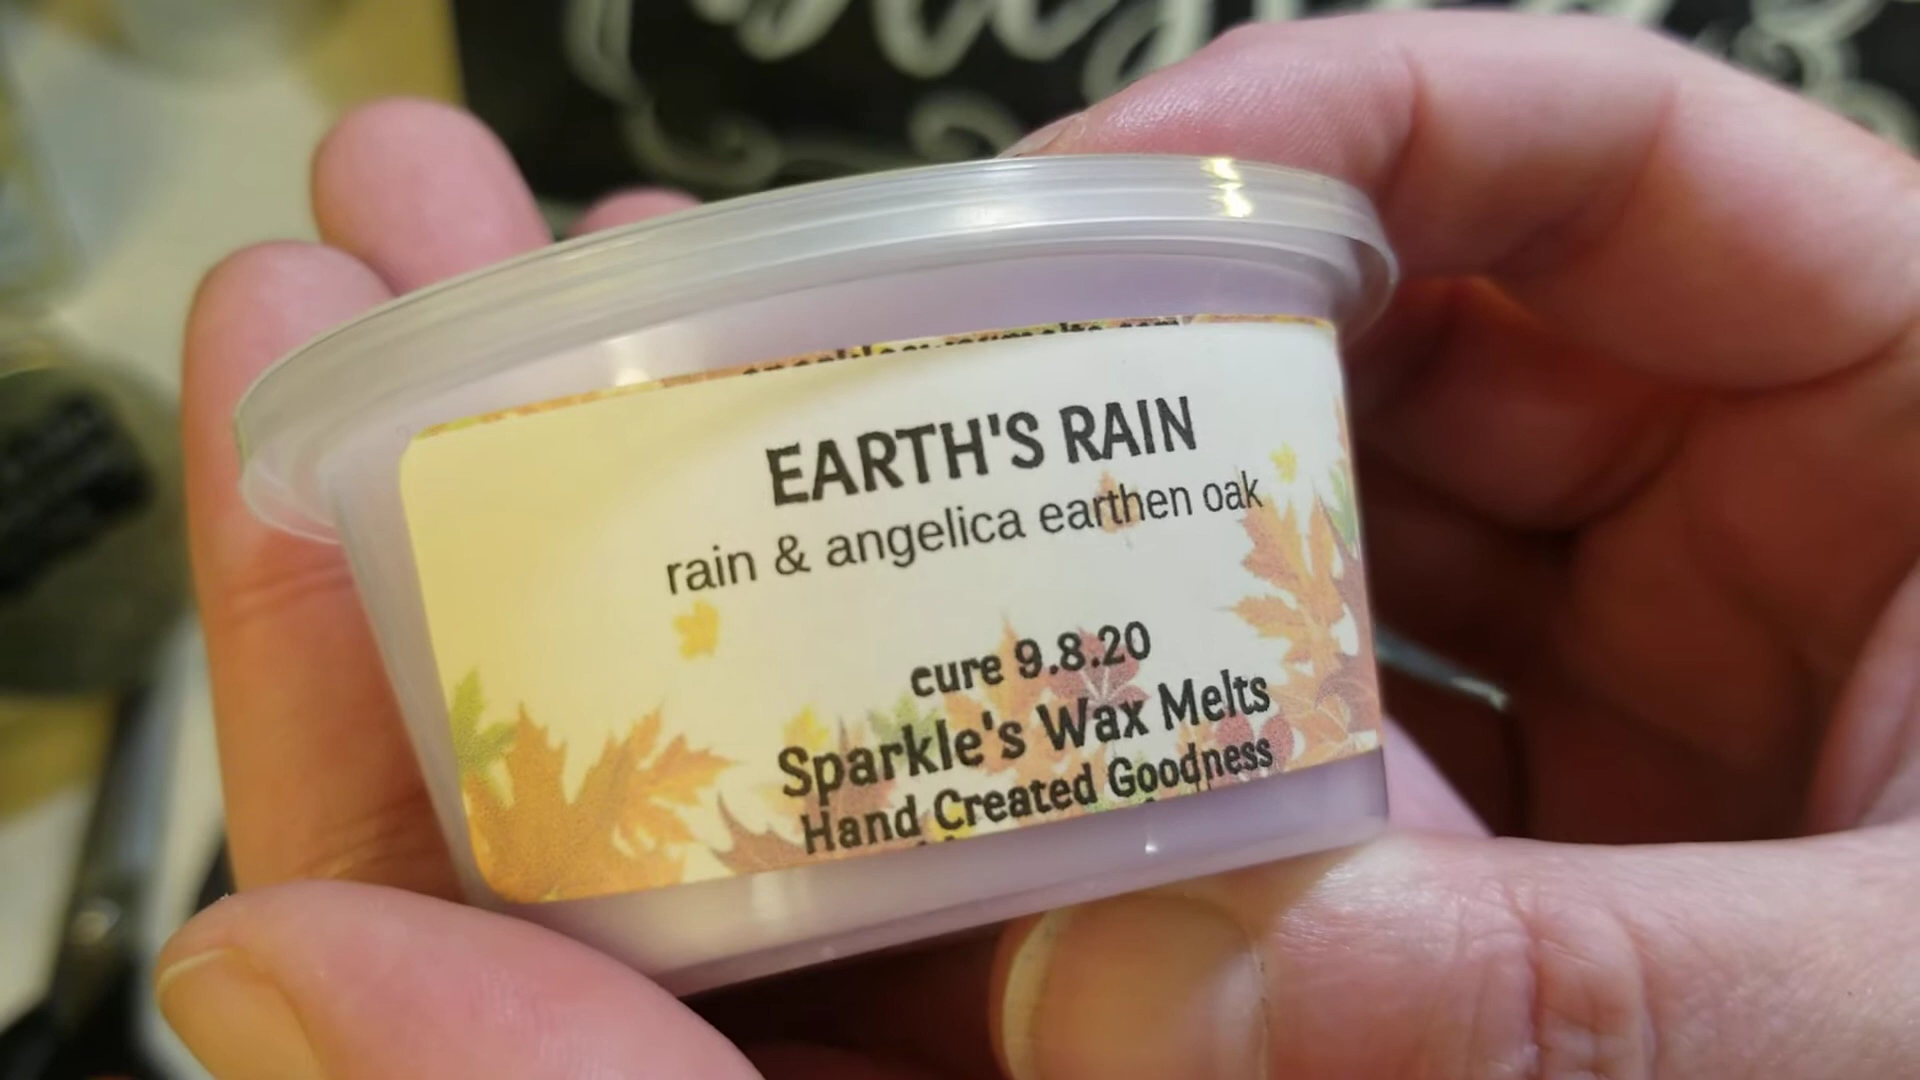 EARTH'S RAIN
rain & angelica earthen oak
cure 9.8.20
Sparkle's Wax Melts
Hand Created Goodness